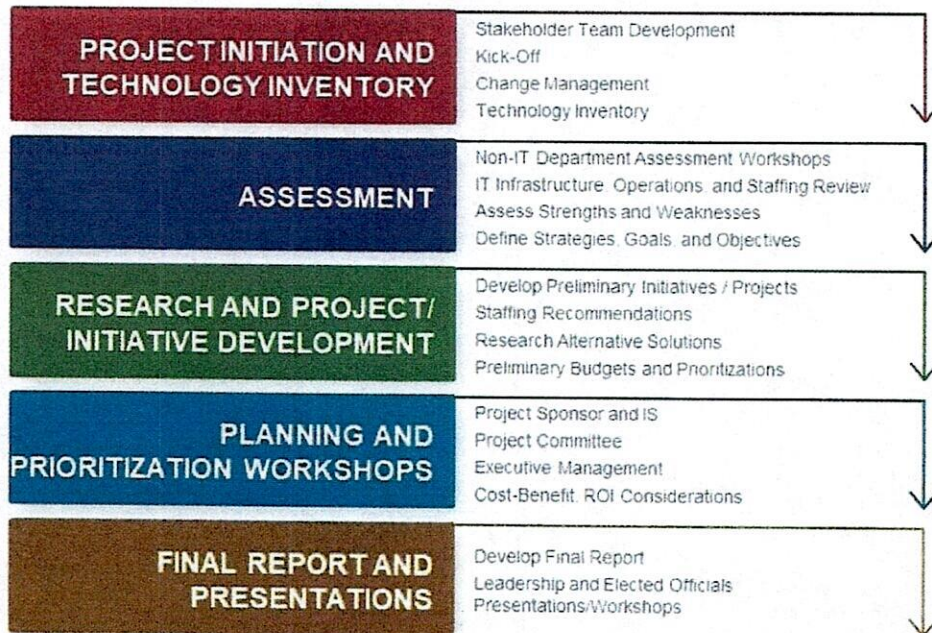 PROJECT INITIATION AND
TECHNOLOGY INVENTORY
Stakeholder Team Development
Kick-Off
Change Management
Technology Inventory
ASSESSMENT
Non-IT Department Assessment Workshops
IT Infrastructure, Operations, and Staffing Review
Assess Strengths and Weaknesses
Define Strategies, Goals, and Objectives
RESEARCH AND PROJECT/
INITIATIVE DEVELOPMENT
Develop Preliminary Initiatives / Projects
Staffing Recommendations
Research Alternative Solutions
Preliminary Budgets and Prioritizations
PLANNING AND
PRIORITIZATION WORKSHOPS
Project Sponsor and IS
Project Committee
Executive Management
Cost-Benefit, ROI Considerations
FINAL REPORT AND
PRESENTATIONS
Develop Final Report
Leadership and Elected Officials
Presentations/Workshops